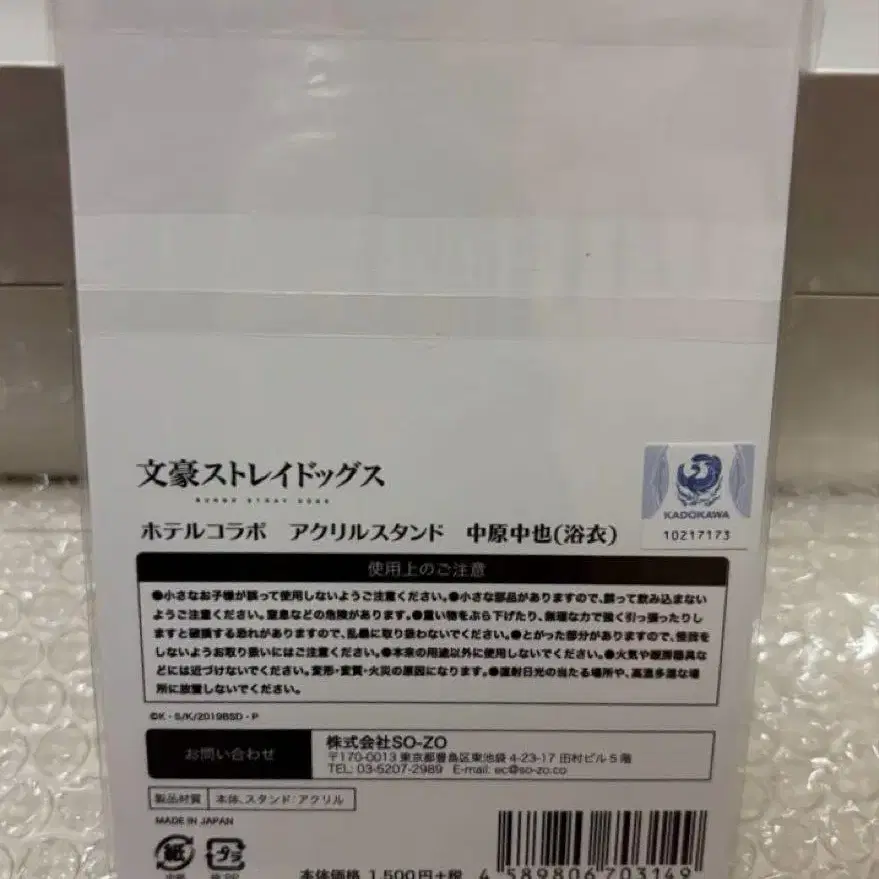 文豪ストレイドッグス
BUNGO STRAY DOGS
KADOKAWA
10217173
ホテルコラボ アクリルスタンド 中原中也(浴衣)
使用上のご注意
●小さなお子様が誤って使用しないようご注意ください。●小さな部品がありますので、誤って飲み込まない
ようご注意ください。窒息などの危険があります。●重い物をぶら下げたり、無理な力で強く引っ張ったりし
ますと破損する恐れがありますので、乱暴に取り扱わないでください。●とがった部分がありますので、怪我を
しないようお取り扱いにはご注意ください。●本来の用途以外に使用しないでください。●火気や暖房器具な
どには近づけないでください。変形・変質・火災の原因になります。●直射日光の当たる場所や、高温多湿な場
所に放置しないでください。
©K・S/K/2019BSD・P
お問い合わせ
株式会社SO-ZO
〒170-0013 東京都豊島区東池袋 4-23-17 田村ビル5階
TEL: 03-5207-2989 E-mail: ec@so-zo.co
製品材質 本体、スタンド:アクリル
MADE IN JAPAN
紙 プラ
本体価格 1,500円+税
4 589806 703149